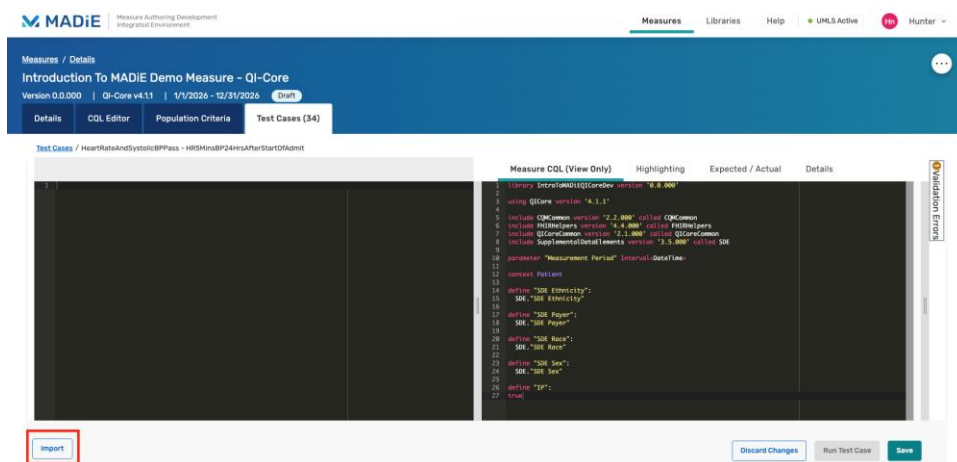 MADiE
Measure Authoring Development
Integrated Environment
Measures Libraries Help UMLS Active Hn Hunter
Measures / Details
Introduction To MADiE Demo Measure - QI-Core
Version 0.0.000 | QI-Core v4.1.1 | 1/1/2026 - 12/31/2026 Draft
Details CQL Editor Population Criteria Test Cases (34)
Test Cases / HeartRateAndSystolicBPPass - HR5MinsBP24HrsAfterStartOfAdmit
Measure CQL (View Only) Highlighting Expected / Actual Details
Validation Errors
1
1 library IntroToMADiEQICoreDev version '0.0.000'
2
3 using QICore version '4.1.1'
4
5 include CQMCommon version '2.2.000' called CQMCommon
6 include FHIRHelpers version '4.4.000' called FHIRHelpers
7 include QICoreCommon version '2.1.000' called QICoreCommon
8 include SupplementalDataElements version '3.5.000' called SDE
9
10 parameter "Measurement Period" Interval<DateTime>
11
12 context Patient
13
14 define "SDE Ethnicity":
15 SDE."SDE Ethnicity"
16
17 define "SDE Payer":
18 SDE."SDE Payer"
19
20 define "SDE Race":
21 SDE."SDE Race"
22
23 define "SDE Sex":
24 SDE."SDE Sex"
25
26 define "IP":
27 true
Import
Discard Changes Run Test Case Save